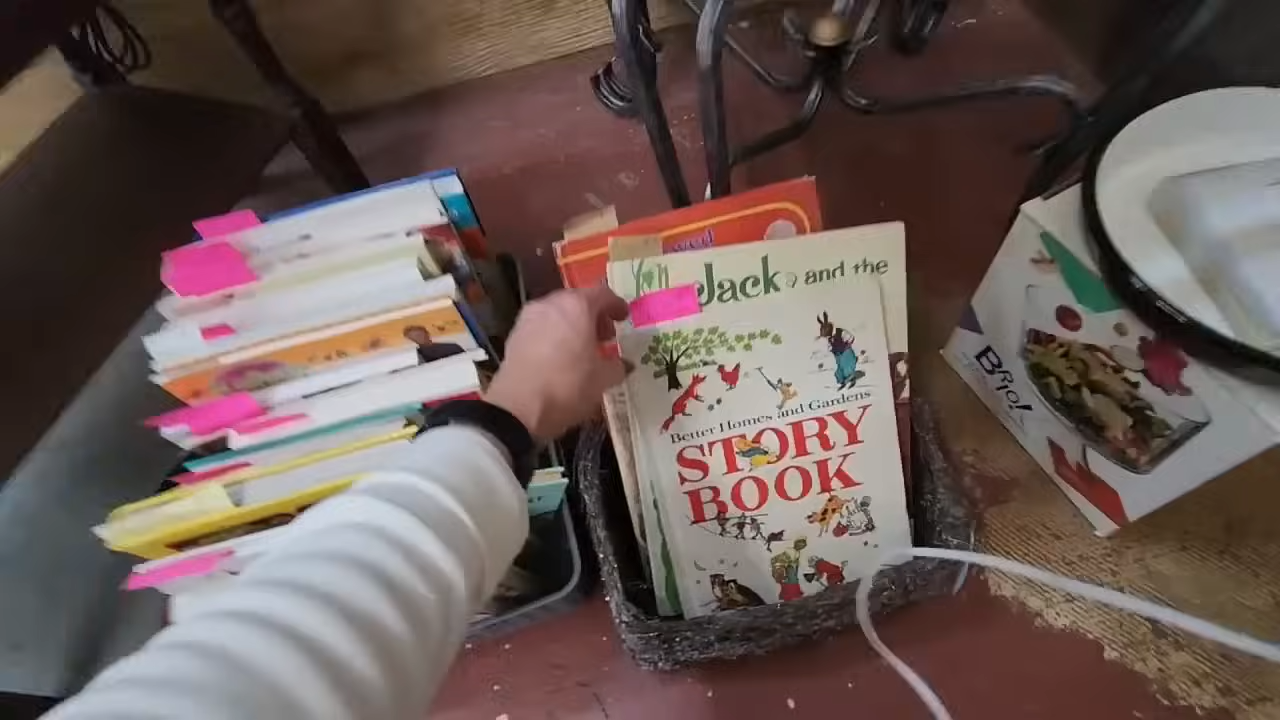 Jack and the
Better Homes and Gardens
STORY
BOOK
BRIO!